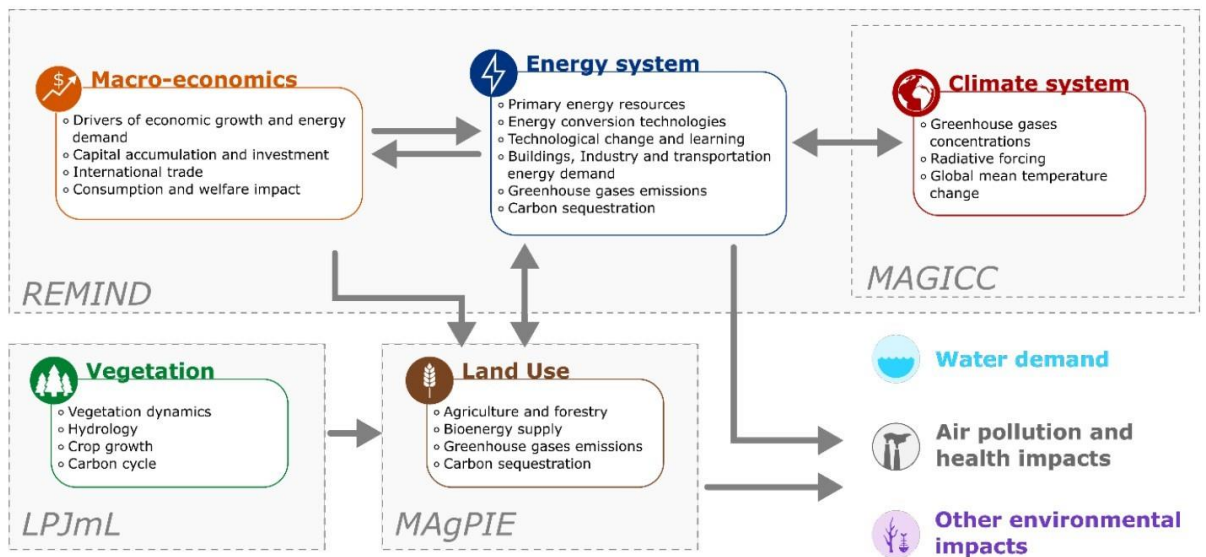 Macro-economics
◦ Drivers of economic growth and energy
demand
◦ Capital accumulation and investment
◦ International trade
◦ Consumption and welfare impact
Energy system
◦ Primary energy resources
◦ Energy conversion technologies
◦ Technological change and learning
◦ Buildings, Industry and transportation
energy demand
◦ Greenhouse gases emissions
◦ Carbon sequestration
Climate system
◦ Greenhouse gases
concentrations
◦ Radiative forcing
◦ Global mean temperature
change
REMIND
MAGICC
Vegetation
◦ Vegetation dynamics
◦ Hydrology
◦ Crop growth
◦ Carbon cycle
LPJmL
Land Use
◦ Agriculture and forestry
◦ Bioenergy supply
◦ Greenhouse gases emissions
◦ Carbon sequestration
MAgPIE
Water demand
Air pollution and
health impacts
Other environmental
impacts